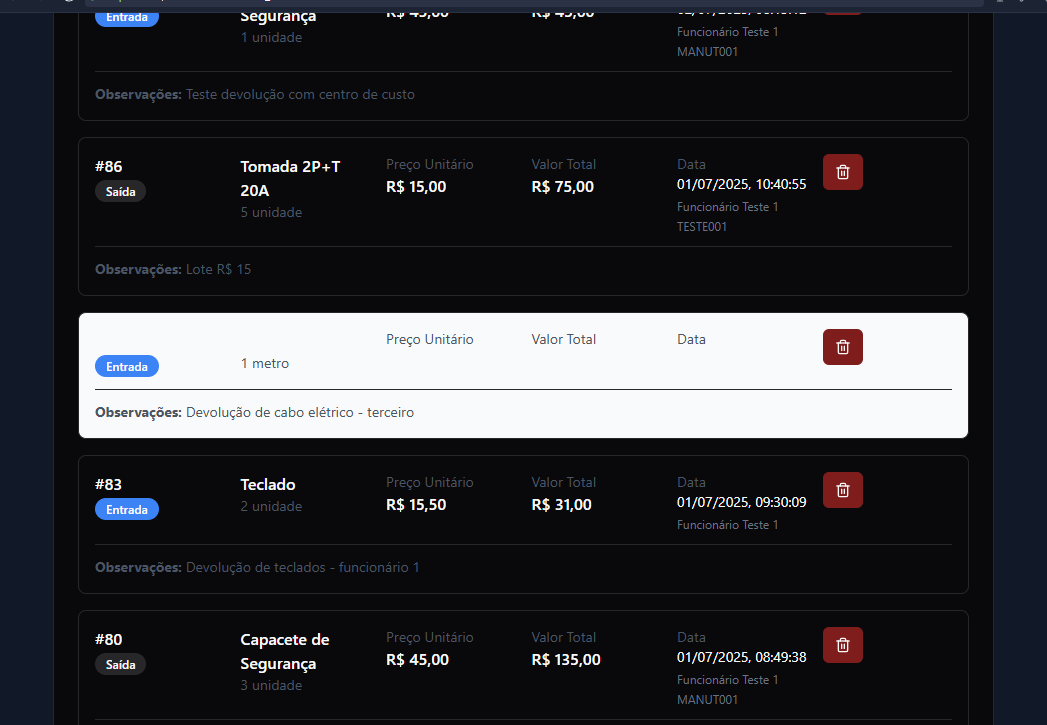 Entrada
Segurança
R$ 45,00
R$ 45,00
1 unidade
Funcionário Teste 1
MANUT001
Observações: Teste devolução com centro de custo
#86
Saída
Tomada 2P+T
20A
5 unidade
Preço Unitário
R$ 15,00
Valor Total
R$ 75,00
Data
01/07/2025, 10:40:55
Funcionário Teste 1
TESTE001
Observações: Lote R$ 15
Entrada
1 metro
Preço Unitário
Valor Total
Data
Observações: Devolução de cabo elétrico - terceiro
#83
Entrada
Teclado
2 unidade
Preço Unitário
R$ 15,50
Valor Total
R$ 31,00
Data
01/07/2025, 09:30:09
Funcionário Teste 1
Observações: Devolução de teclados - funcionário 1
#80
Saída
Capacete de
Segurança
3 unidade
Preço Unitário
R$ 45,00
Valor Total
R$ 135,00
Data
01/07/2025, 08:49:38
Funcionário Teste 1
MANUT001